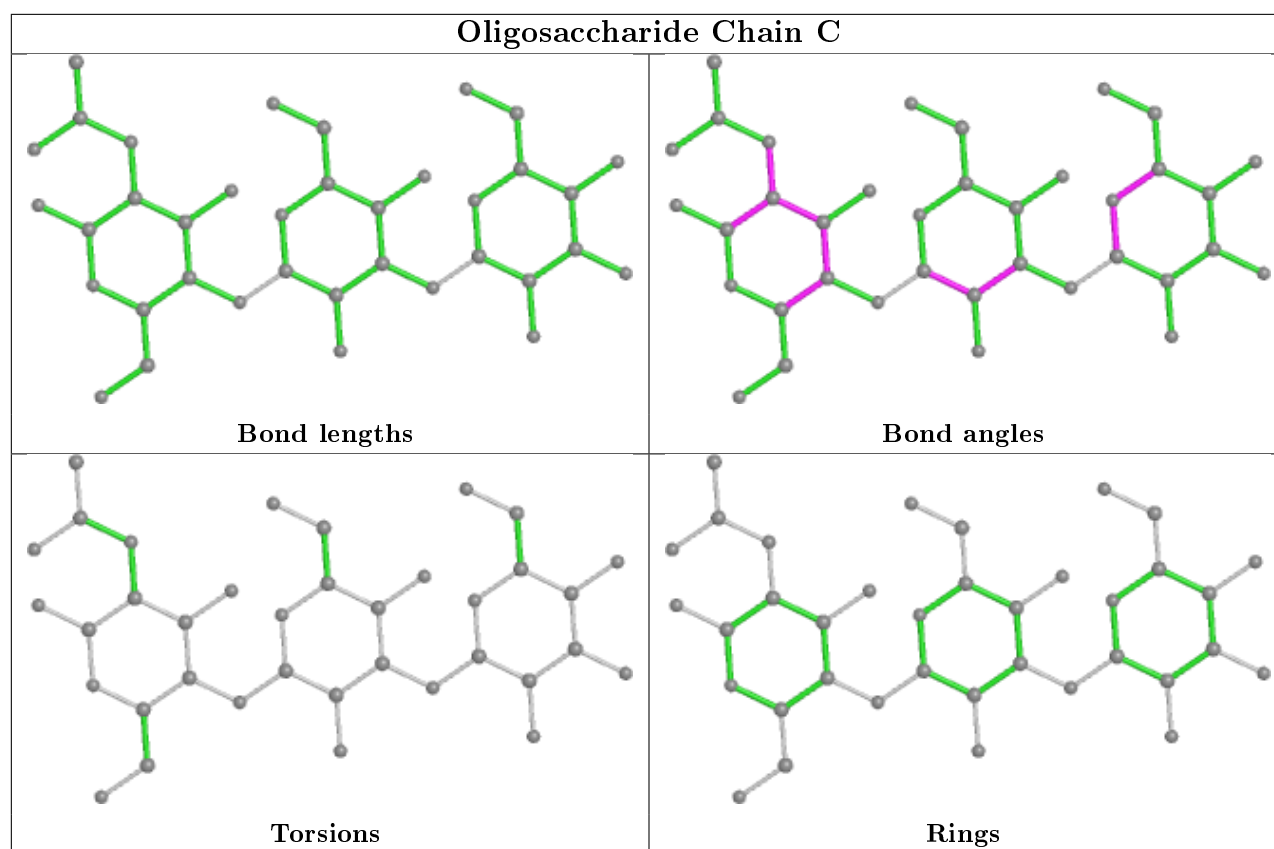 Oligosaccharide Chain C
Bond lengths
Bond angles
Torsions
Rings